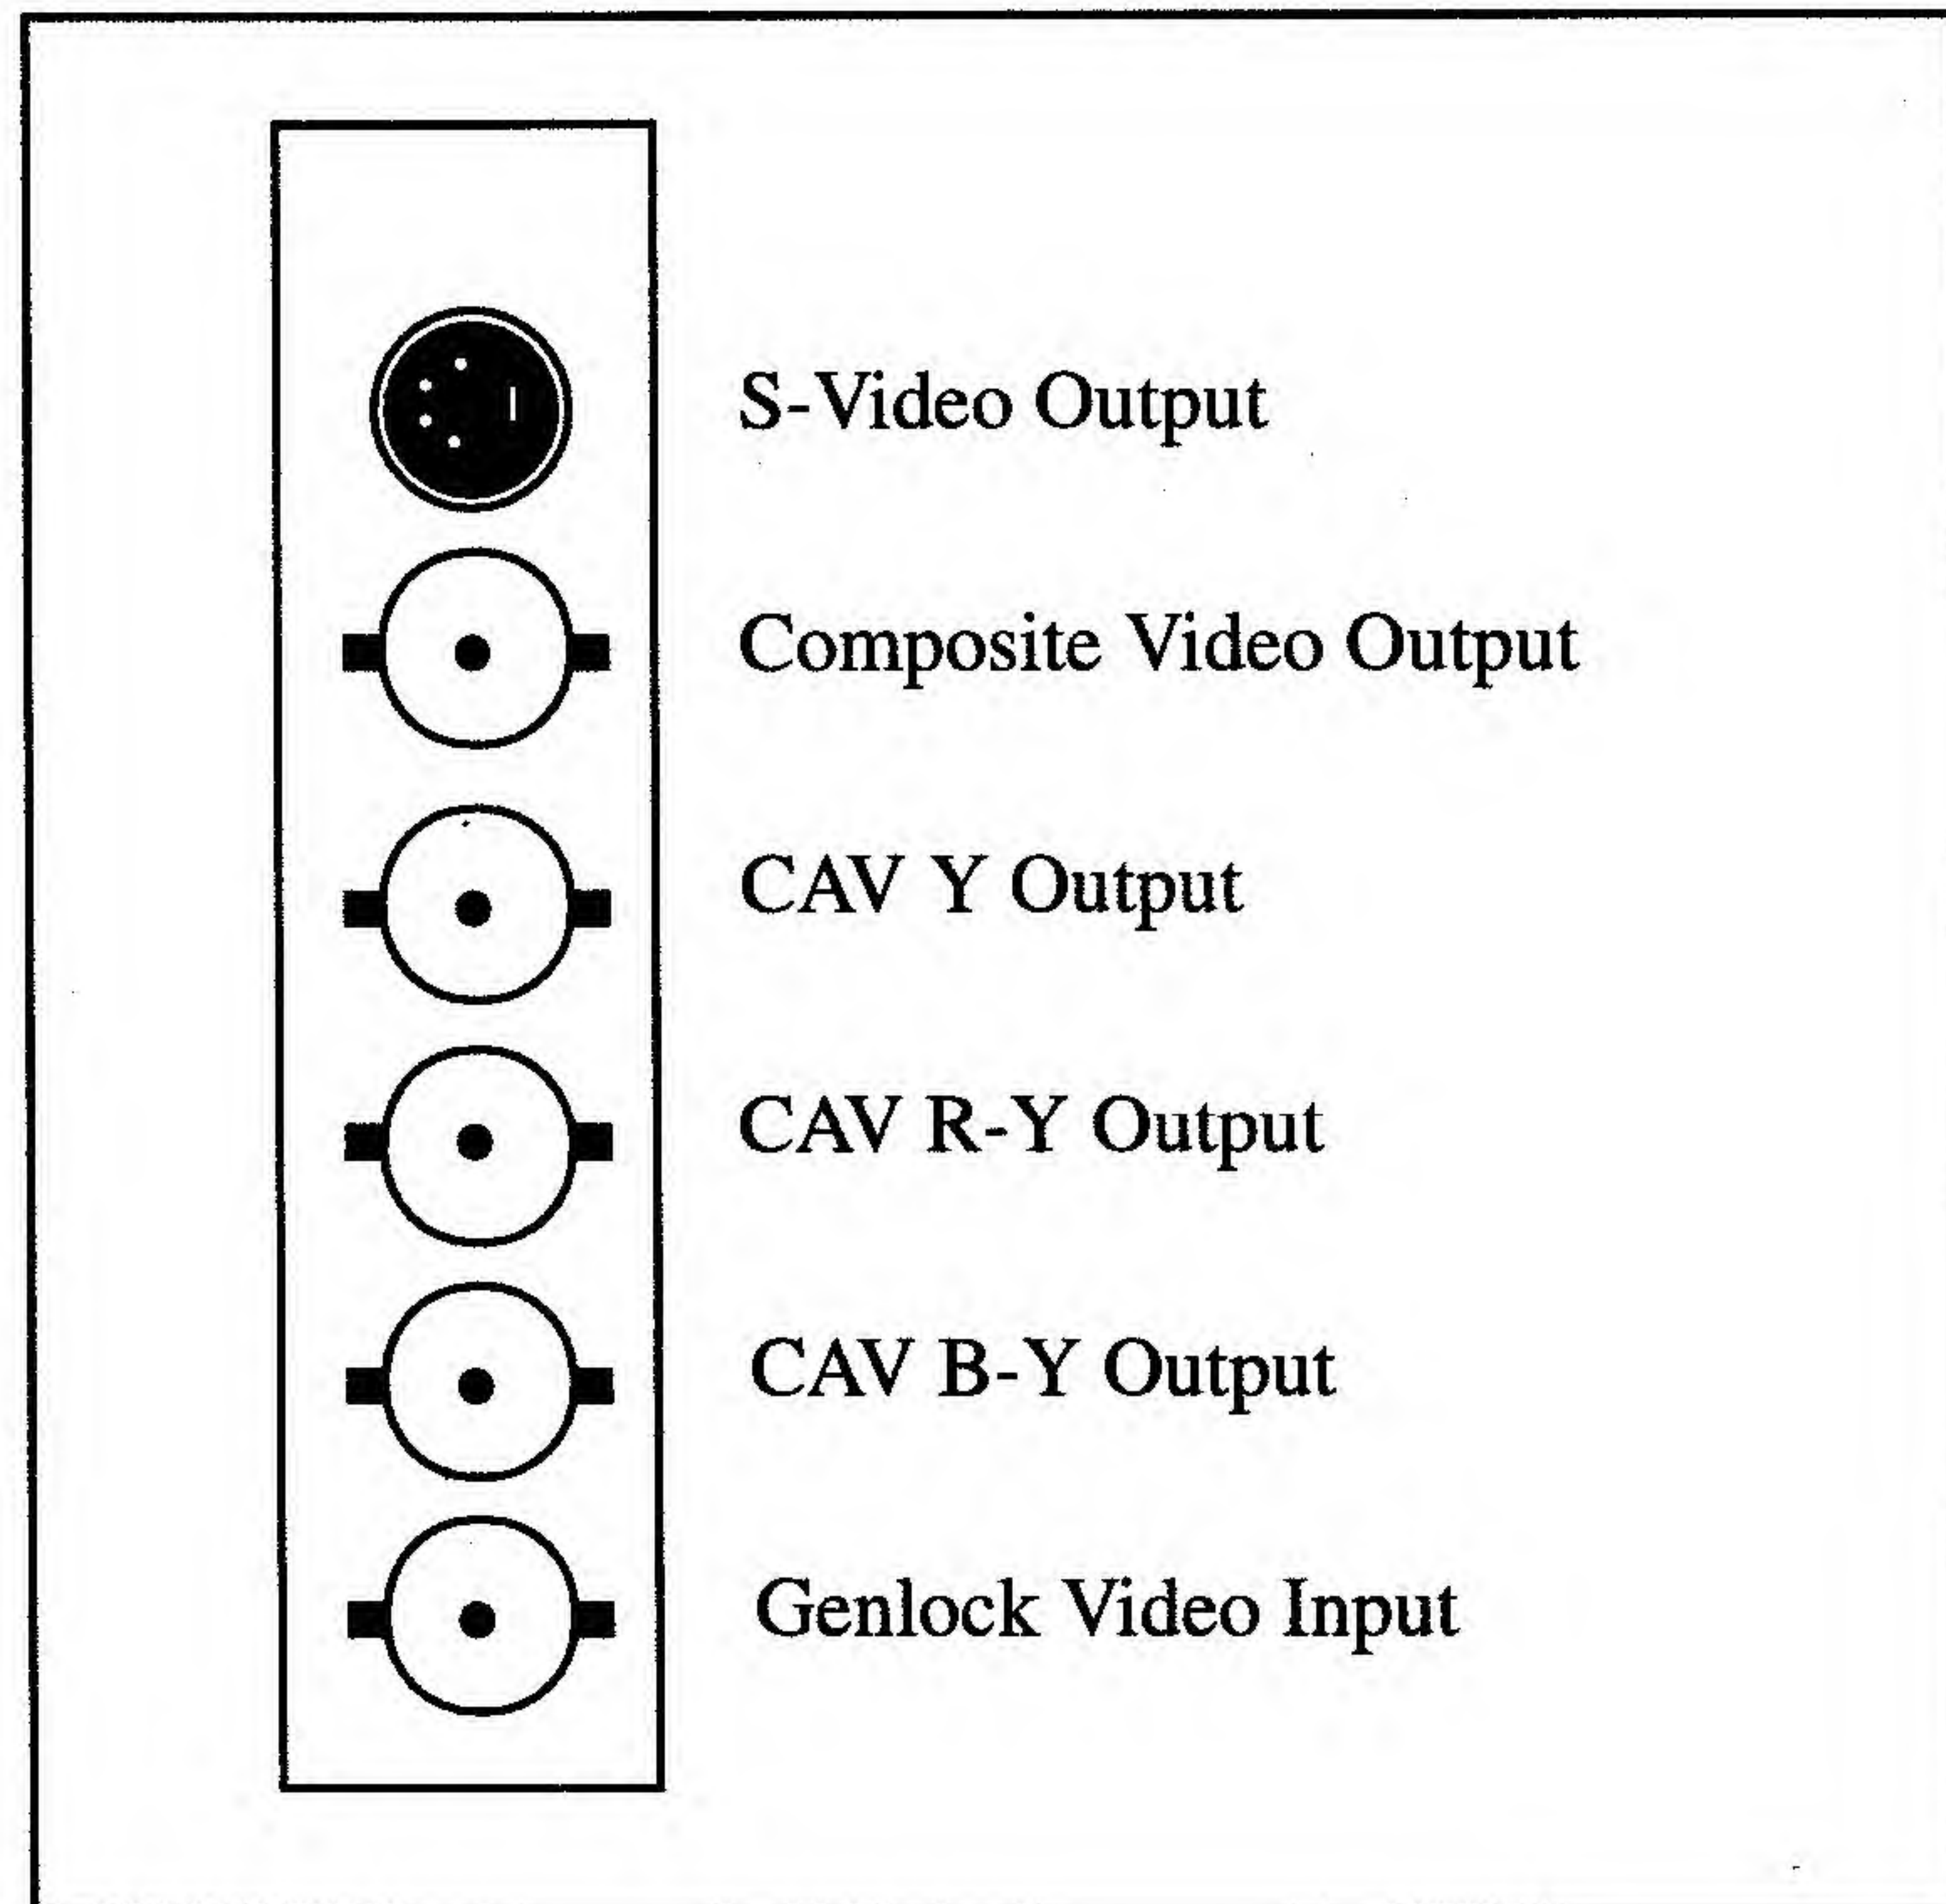 S-Video Output
Composite Video Output
CAV Y Output
CAV R-Y Output
CAV B-Y Output
Genlock Video Input